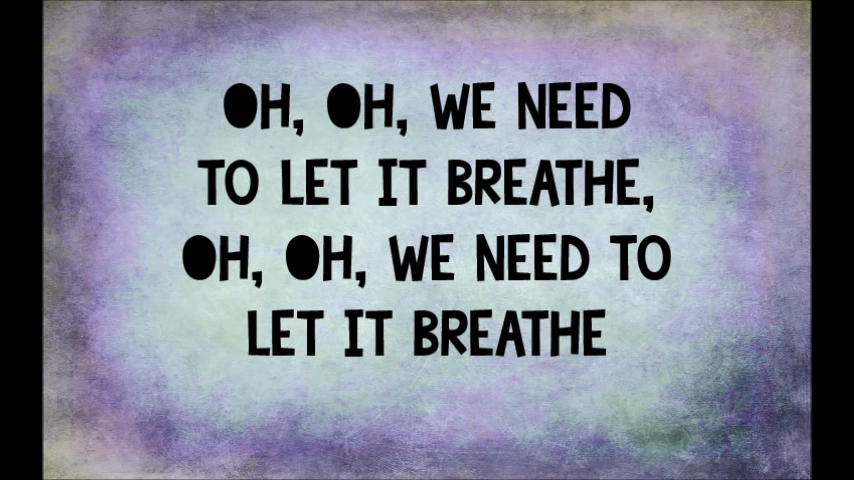 OH, OH, WE NEED
TO LET IT BREATHE,
OH, OH, WE NEED TO
LET IT BREATHE